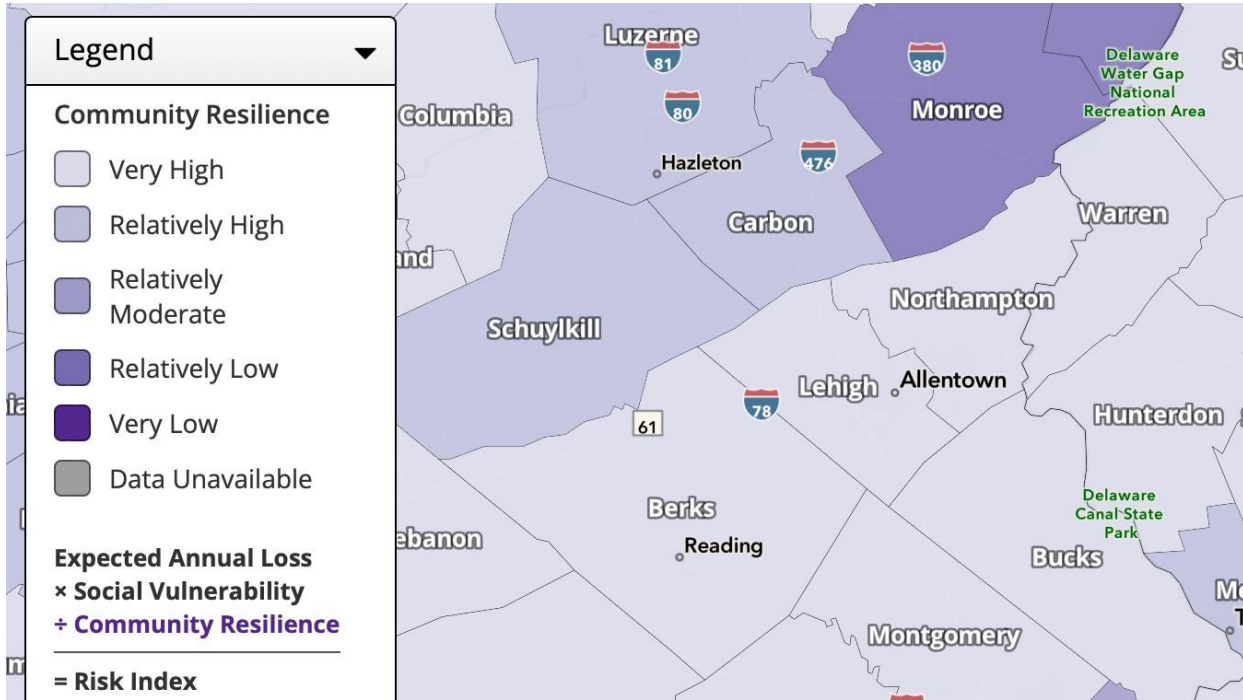 Legend
Community Resilience
Very High
Relatively High
Relatively
Moderate
Relatively Low
Very Low
Data Unavailable
Expected Annual Loss
× Social Vulnerability
÷ Community Resilience
= Risk Index
Luzerne
81
80
Columbia
Hazleton
476
380
Monroe
Delaware
Water Gap
National
Recreation Area
Carbon
Warren
Schuylkill
Northampton
Lehigh
Allentown
78
61
Hunterdon
Berks
Reading
Delaware
Canal State
Park
Bucks
ebanon
Montgomery